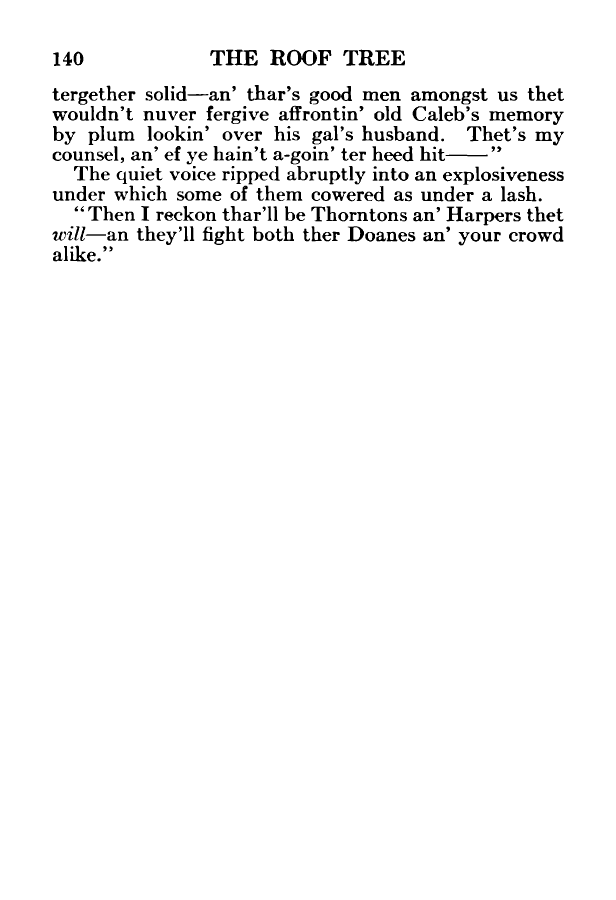 140 THE ROOF TREE
tergether solid—an’ thar’s good men amongst us thet
wouldn’t nuver fergive affrontin’ old Caleb’s memory
by plum lookin’ over his gal’s husband. Thet’s my
counsel, an’ ef ye hain’t a-goin’ ter heed hit——”
The quiet voice ripped abruptly into an explosiveness
under which some of them cowered as under a lash.
“Then I reckon thar’ll be Thorntons an’ Harpers thet
will—an they’ll fight both ther Doanes an’ your crowd
alike.”